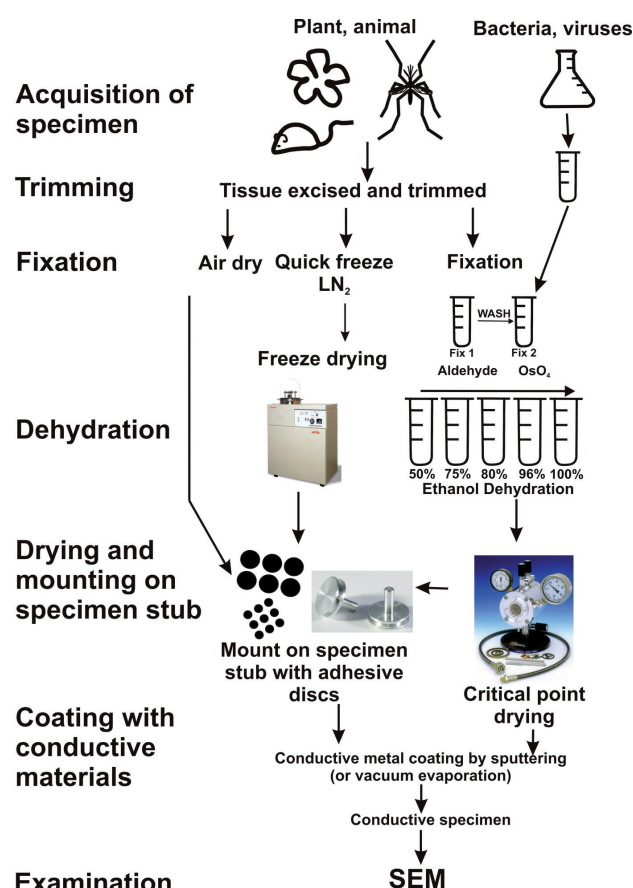 Plant, animal
Bacteria, viruses
Acquisition of
specimen
Trimming
Tissue excised and trimmed
Fixation
Air dry
Quick freeze
LN₂
Fixation
WASH
Fix 1
Fix 2
Aldehyde
OsO₄
Freeze drying
Dehydration
50% 75% 80% 96% 100%
Ethanol Dehydration
Drying and
mounting on
specimen stub
Mount on specimen
stub with adhesive
discs
Critical point
drying
Coating with
conductive
materials
Conductive metal coating by sputtering
(or vacuum evaporation)
Conductive specimen
Examination
SEM